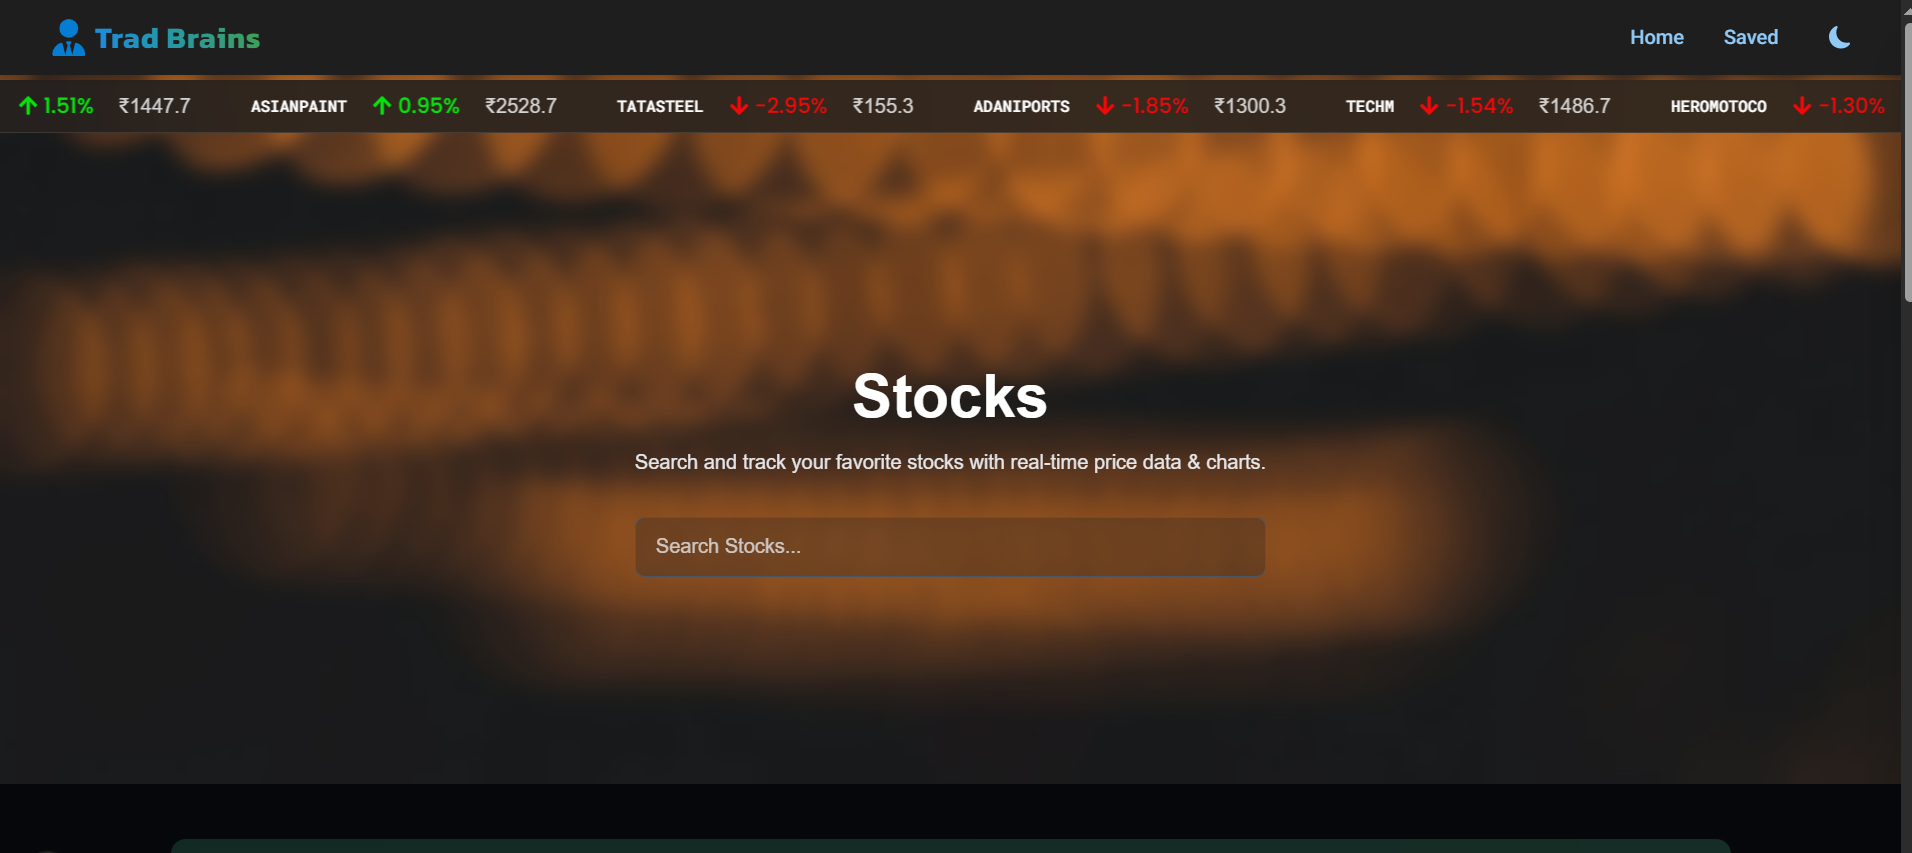 Trad Brains
Home Saved
1.51% ₹1447.7 ASIANPAINT 0.95% ₹2528.7 TATASTEEL -2.95% ₹155.3 ADANIPORTS -1.85% ₹1300.3 TECHM -1.54% ₹1486.7 HEROMOTOCO -1.30%
Stocks
Search and track your favorite stocks with real-time price data & charts.
Search Stocks...